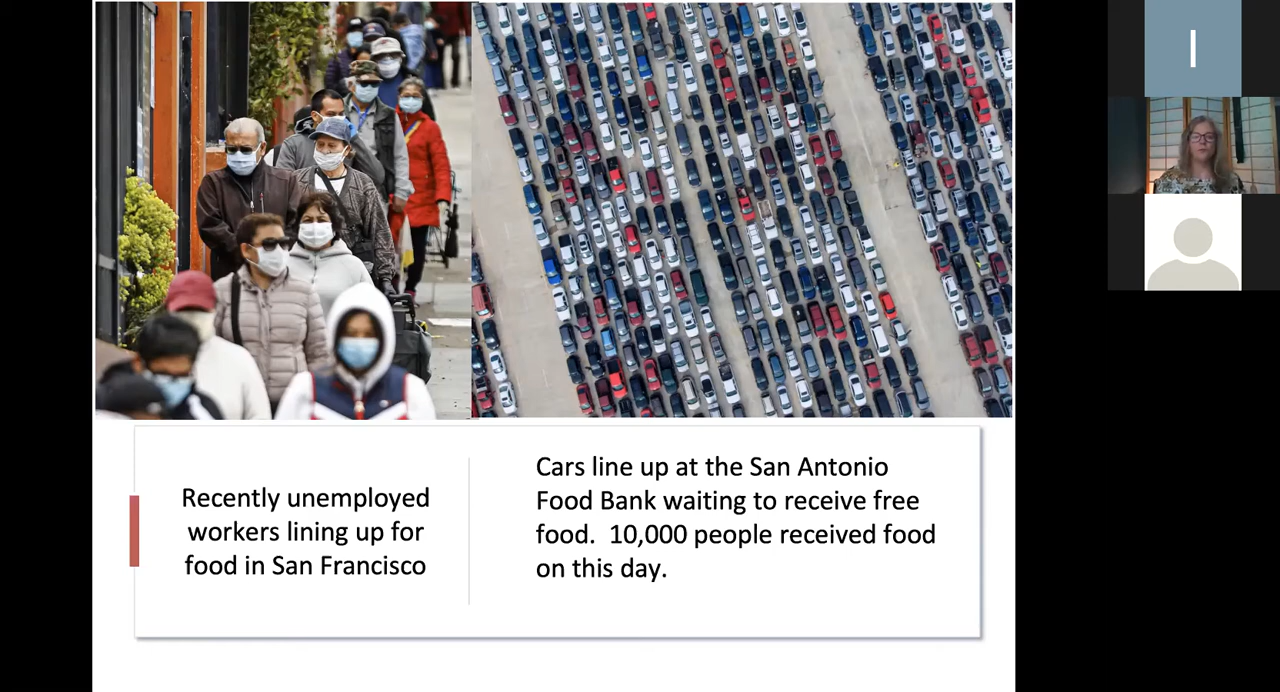 I
Recently unemployed
workers lining up for
food in San Francisco
Cars line up at the San Antonio
Food Bank waiting to receive free
food.  10,000 people received food
on this day.